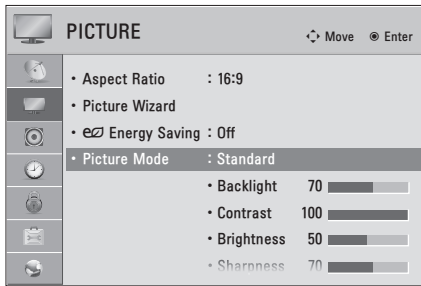 PICTURE Move Enter
• Aspect Ratio : 16:9
• Picture Wizard
• Energy Saving : Off
• Picture Mode : Standard
• Backlight 70
• Contrast 100
• Brightness 50
• Sharpness 70